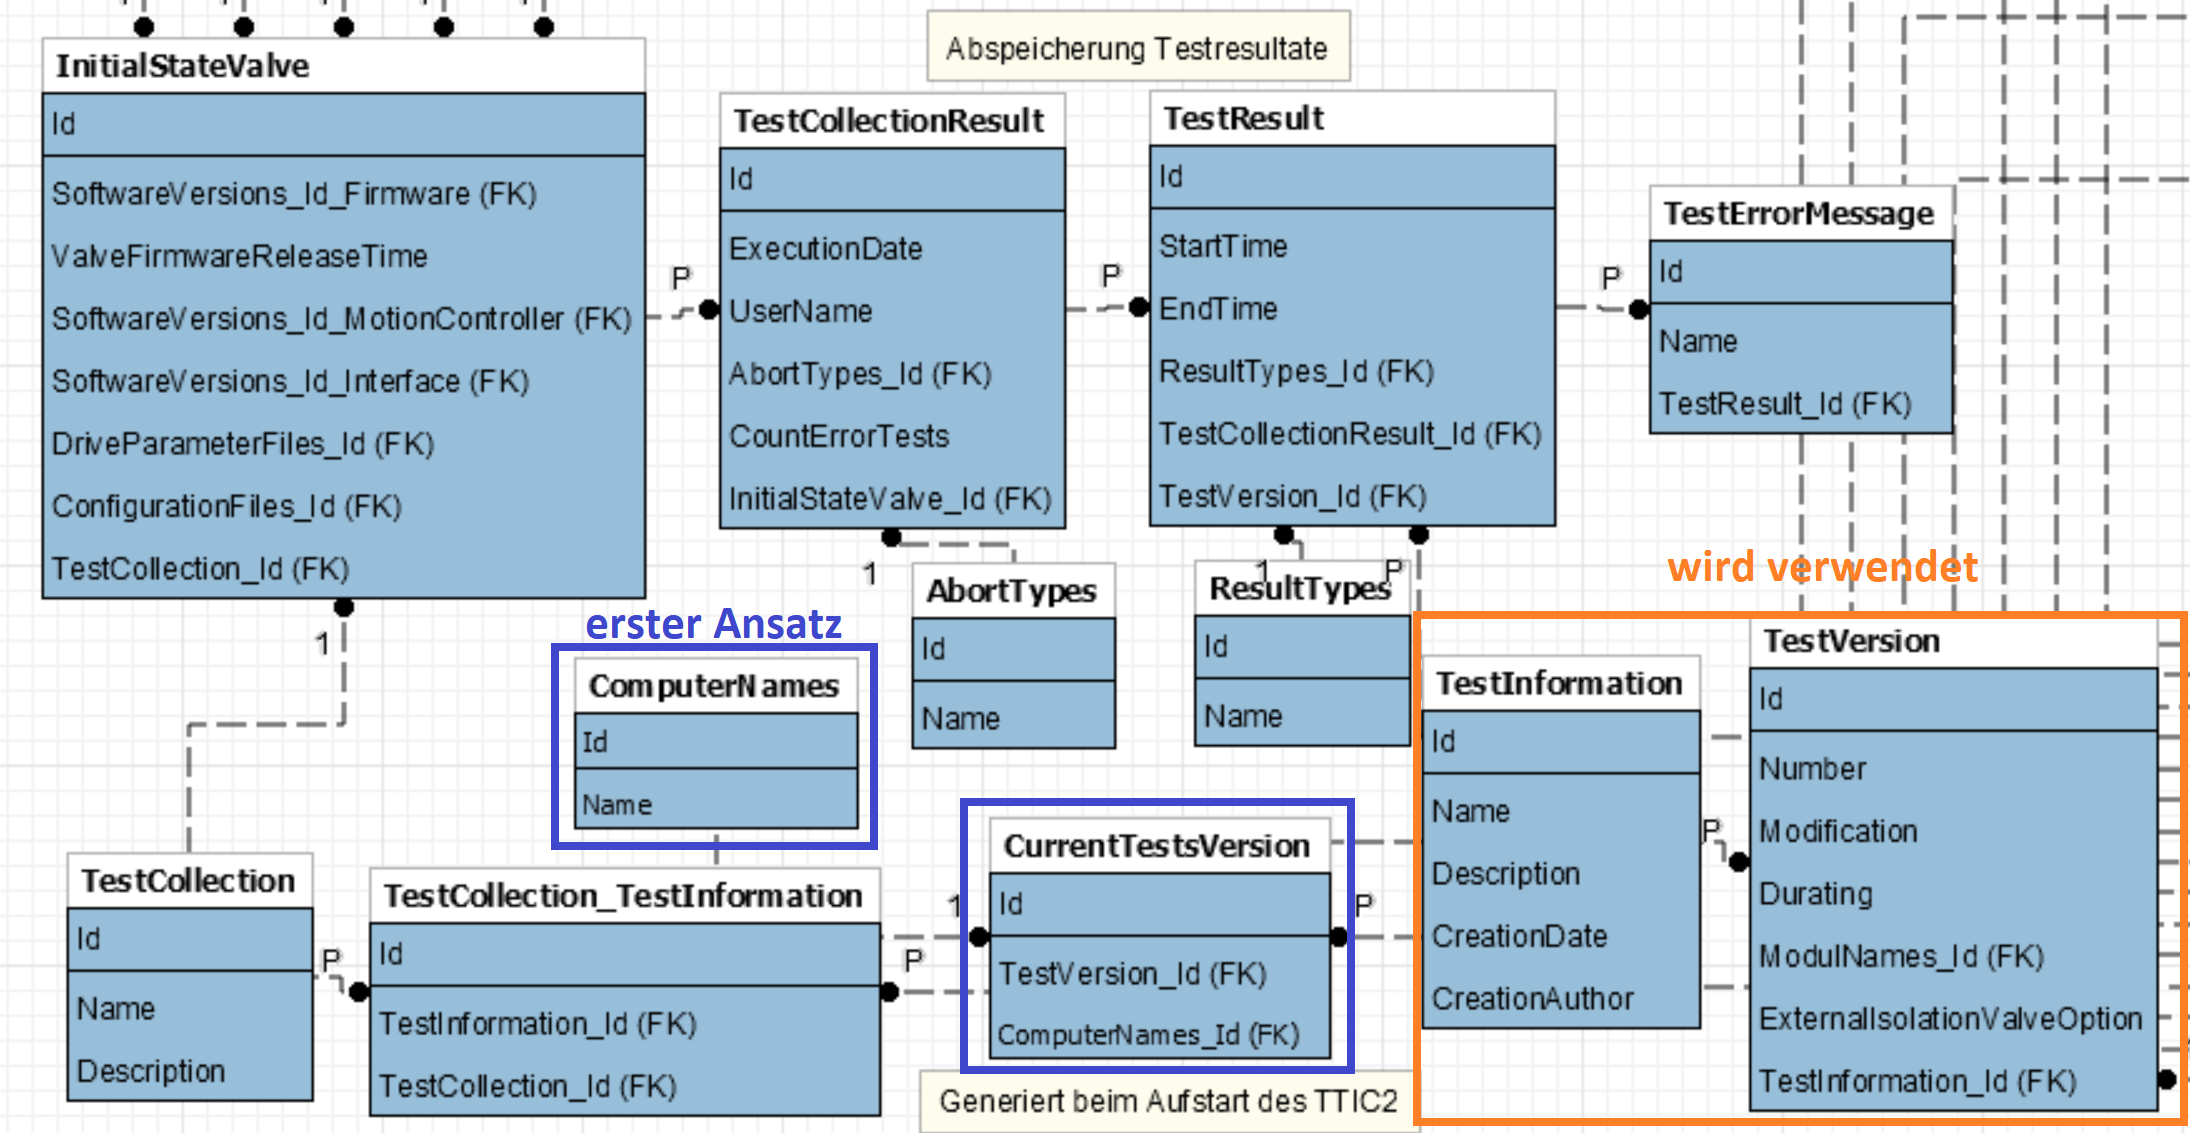 Abspeicherung Testresultate
InitialStateValve
Id
SoftwareVersions_Id_Firmware (FK)
ValveFirmwareReleaseTime
SoftwareVersions_Id_MotionController (FK)
SoftwareVersions_Id_Interface (FK)
DriveParameterFiles_Id (FK)
ConfigurationFiles_Id (FK)
TestCollection_Id (FK)
P
TestCollectionResult
Id
ExecutionDate
UserName
AbortTypes_Id (FK)
CountErrorTests
InitialStateValve_Id (FK)
P
TestResult
Id
StartTime
EndTime
ResultTypes_Id (FK)
TestCollectionResult_Id (FK)
TestVersion_Id (FK)
P
TestErrorMessage
Id
Name
TestResult_Id (FK)
1
1
AbortTypes
Id
Name
1
P
ResultTypes
Id
Name
wird verwendet
erster Ansatz
ComputerNames
Id
Name
TestInformation
Id
Name
Description
CreationDate
CreationAuthor
P
TestVersion
Id
Number
Modification
Durating
ModulNames_Id (FK)
ExternalIsolationValveOption
TestInformation_Id (FK)
TestCollection
Id
Name
Description
P
TestCollection_TestInformation
Id
TestInformation_Id (FK)
TestCollection_Id (FK)
1
P
CurrentTestsVersion
Id
TestVersion_Id (FK)
ComputerNames_Id (FK)
P
Generiert beim Aufstart des TTIC2